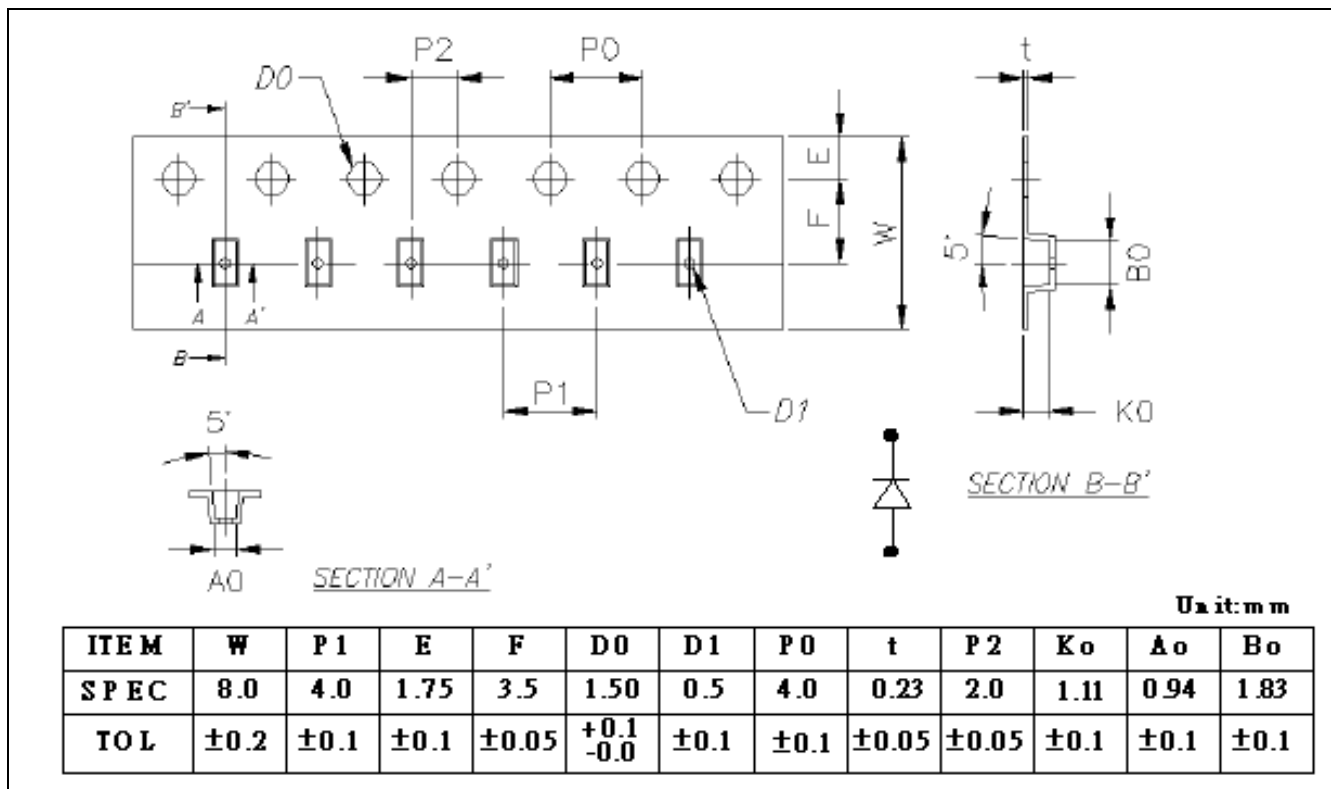 P2
P0
t
D0
B'
E
F
W
5'
B0
A
A'
B
P1
D1
K0
5'
SECTION B-B'
A0
SECTION A-A'
Unit:mm
ITEM W P1 E F D0 D1 P0 t P2 Ko Ao Bo
SPEC 8.0 4.0 1.75 3.5 1.50 0.5 4.0 0.23 2.0 1.11 0.94 1.83
TOL ±0.2 ±0.1 ±0.1 ±0.05 +0.1 -0.0 ±0.1 ±0.1 ±0.05 ±0.05 ±0.1 ±0.1 ±0.1